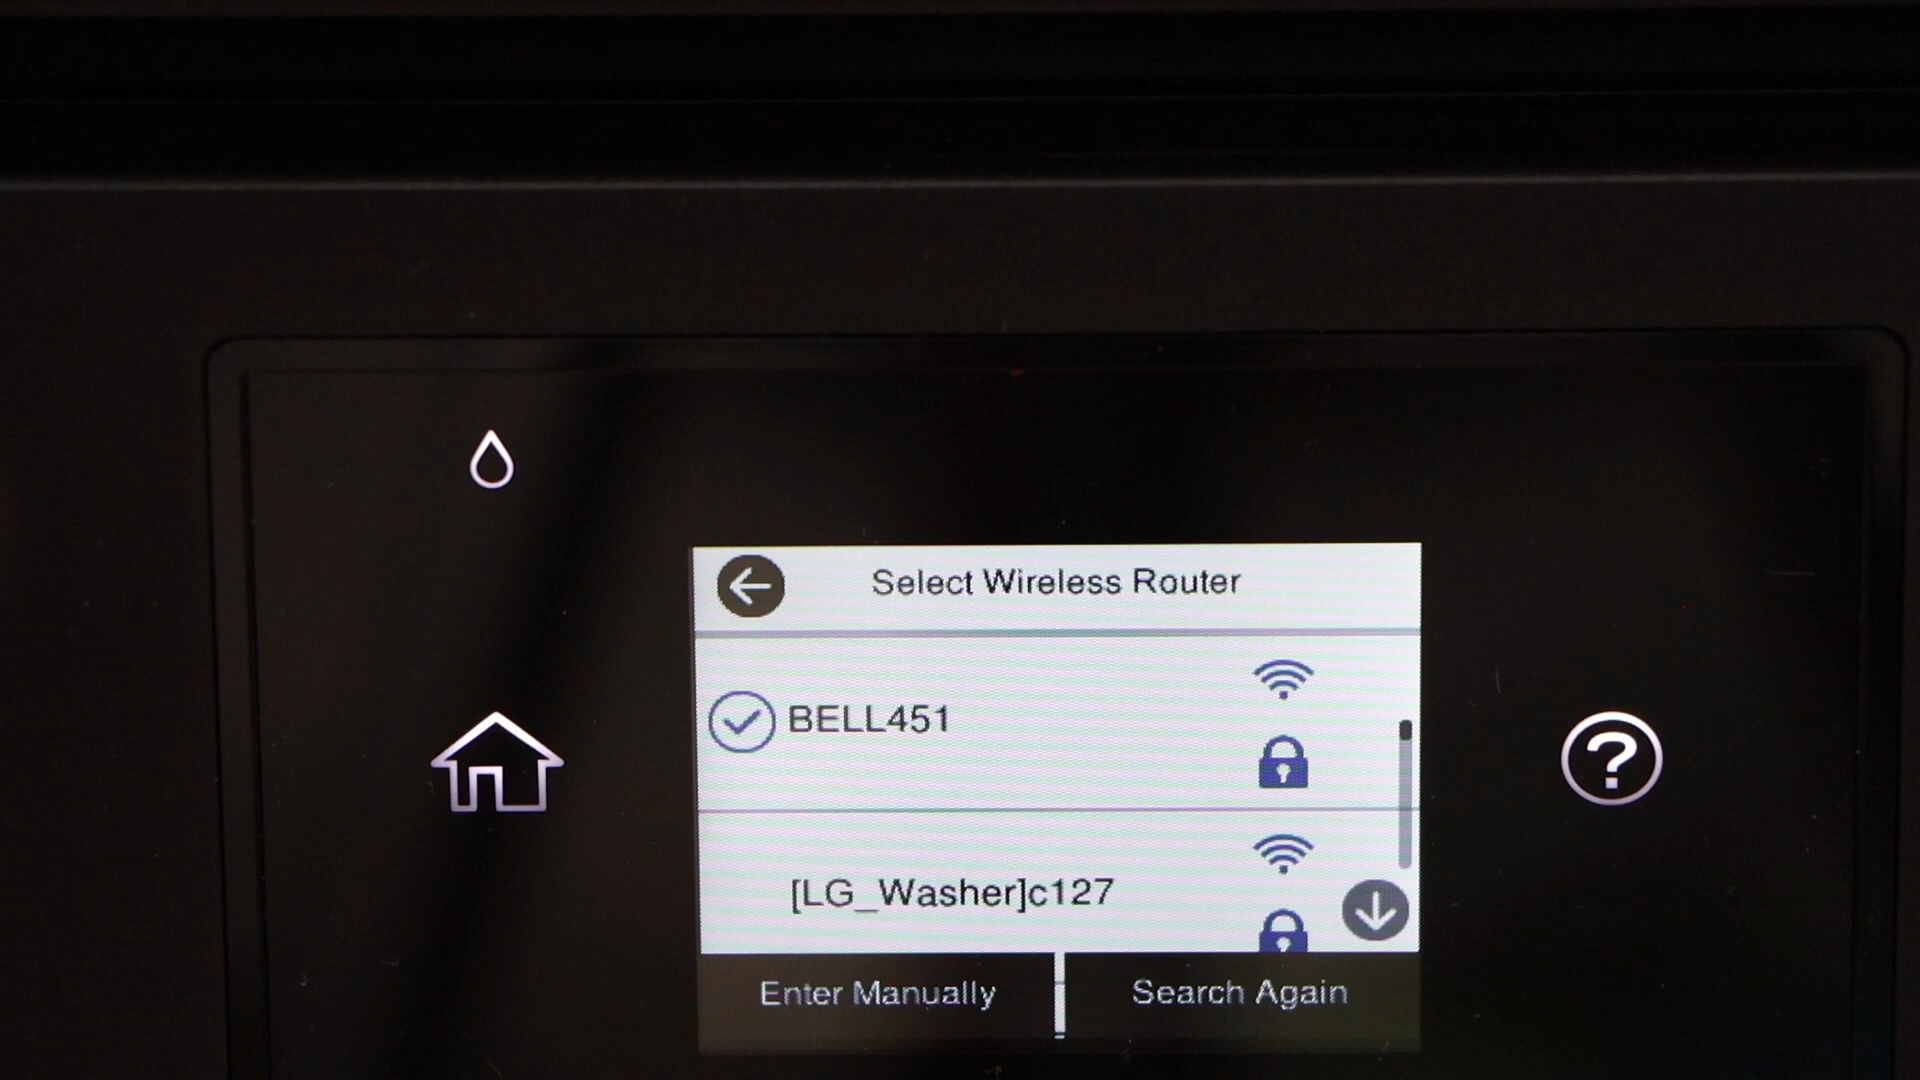 Select Wireless Router
BELL451
[LG_Washer]c127
Enter Manually
Search Again